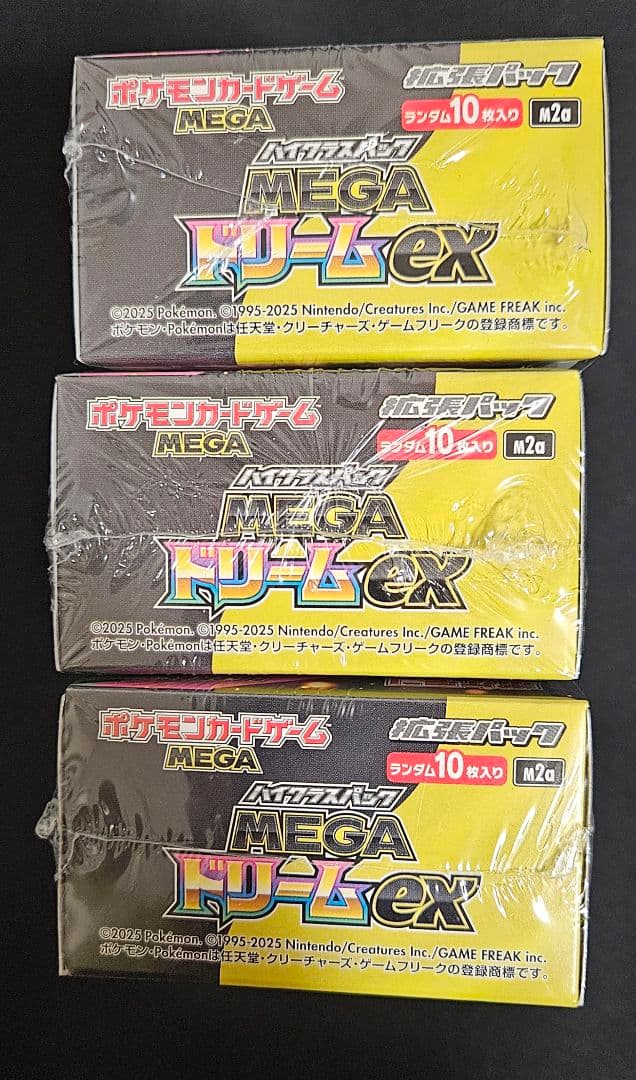 ポケモンカードゲーム
MEGA
拡張パック
ランダム10枚入り M2a
ハイクラスパック
MEGA
ドリームex
©2025 Pokémon. ©1995-2025 Nintendo/Creatures Inc./GAME FREAK inc.
ポケモン・Pokémonは任天堂・クリーチャーズ・ゲームフリークの登録商標です。
ポケモンカードゲーム
MEGA
拡張パック
ランダム10枚入り M2a
ハイクラスパック
MEGA
ドリームex
©2025 Pokémon. ©1995-2025 Nintendo/Creatures Inc./GAME FREAK inc.
ポケモン・Pokémonは任天堂・クリーチャーズ・ゲームフリークの登録商標です。
ポケモンカードゲーム
MEGA
拡張パック
ランダム10枚入り M2a
ハイクラスパック
MEGA
ドリームex
©2025 Pokémon. ©1995-2025 Nintendo/Creatures Inc./GAME FREAK inc.
ポケモン・Pokémonは任天堂・クリーチャーズ・ゲームフリークの登録商標です。